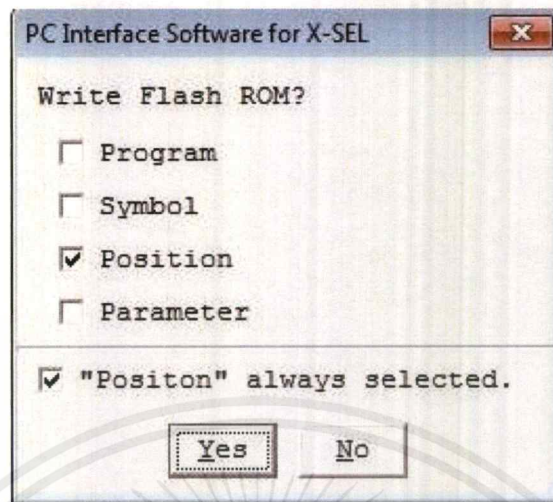 PC Interface Software for X-SEL
Write Flash ROM?
Program
Symbol
Position
Parameter
"Positon" always selected.
Yes No